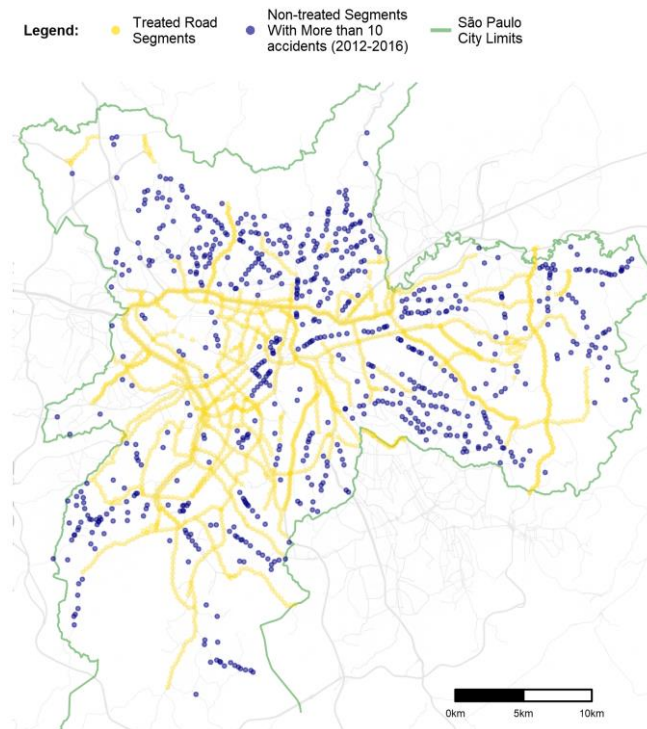 Legend:
Treated Road
Segments
Non-treated Segments
With More than 10
accidents (2012-2016)
São Paulo
City Limits
0km 5km 10km